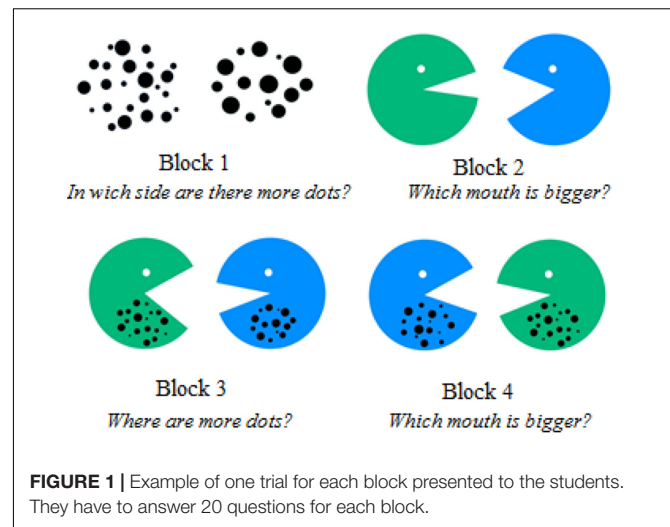 Block 1
In wich side are there more dots?
Block 2
Which mouth is bigger?
Block 3
Where are more dots?
Block 4
Which mouth is bigger?
FIGURE 1 | Example of one trial for each block presented to the students.
They have to answer 20 questions for each block.